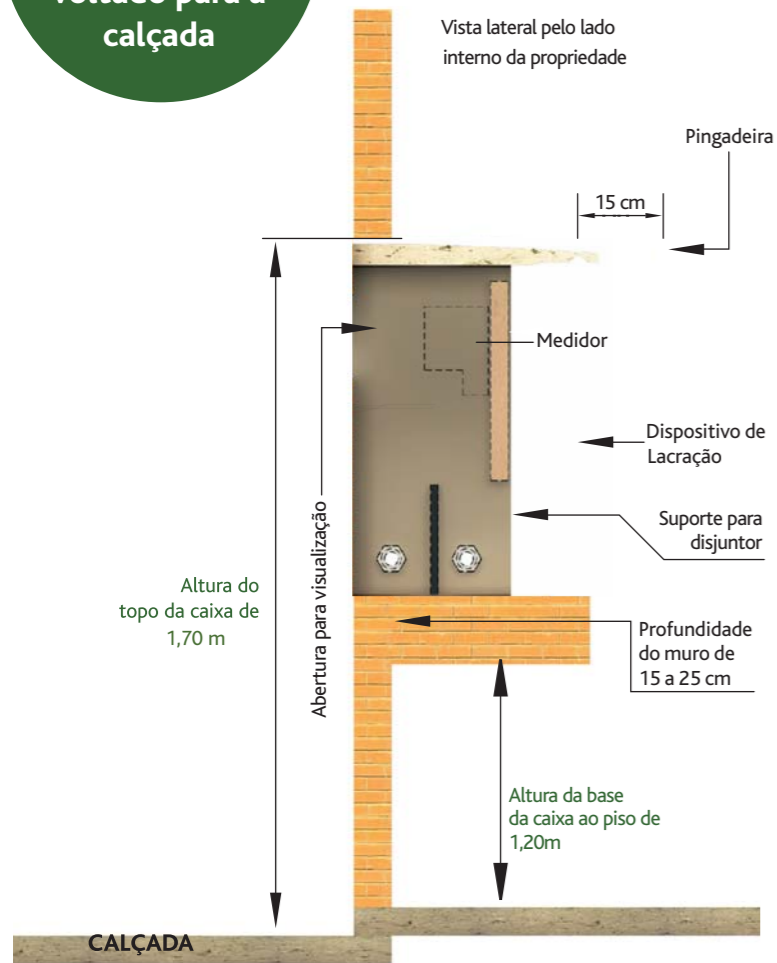 voltado para a
calçada
Vista lateral pelo lado
interno da propriedade
Pingadeira
15 cm
Medidor
Dispositivo de
Lacração
Suporte para
disjuntor
Abertura para visualização
Altura do
topo da caixa de
1,70 m
Profundidade
do muro de
15 a 25 cm
Altura da base
da caixa ao piso de
1,20m
CALÇADA